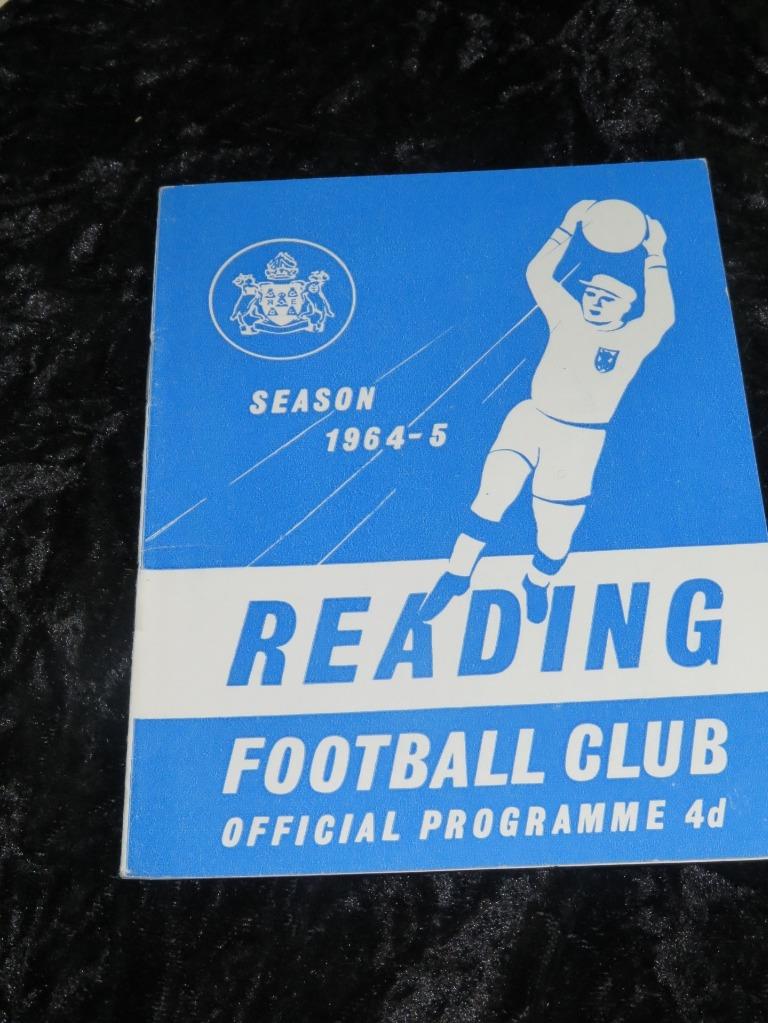 SEASON
1964-5
READING
FOOTBALL CLUB
OFFICIAL PROGRAMME 4d